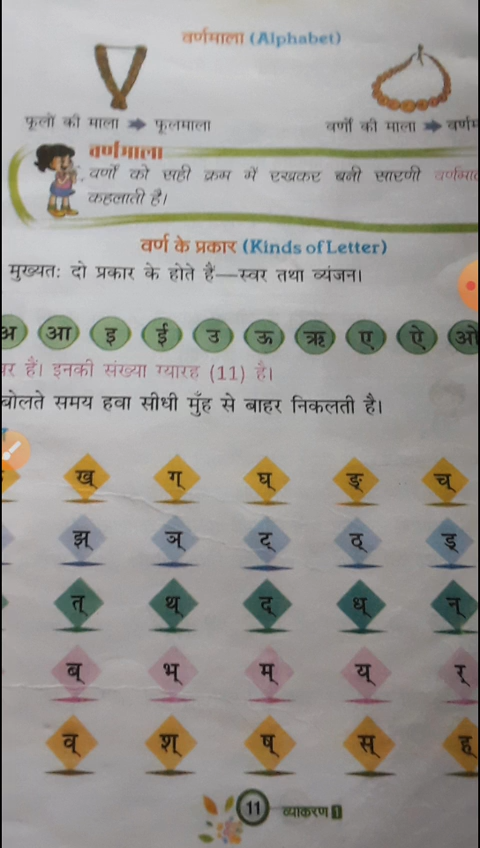 वर्णमाला (Alphabet)
फूलों की माला ➡ फूलमाला वर्णों की माला ➡
वर्णमाला
वर्णों को सही क्रम में रखकर बनी सारणी
कहलाती है।
वर्ण के प्रकार (Kinds of Letter)
मुख्यतः दो प्रकार के होते हैं—स्वर तथा व्यंजन।
अ आ इ ई उ ऊ ऋ ए ऐ ओ
हैं। इनकी संख्या ग्यारह (11) है।
बोलते समय हवा सीधी मुँह से बाहर निकलती है।
ख् ग् घ् ङ् च्
झ् ञ् ट् ठ् ड्
त् थ् द् ध् न्
ब् भ् म् य् र्
व् श् ष् स् ह्
11 व्याकरण 1